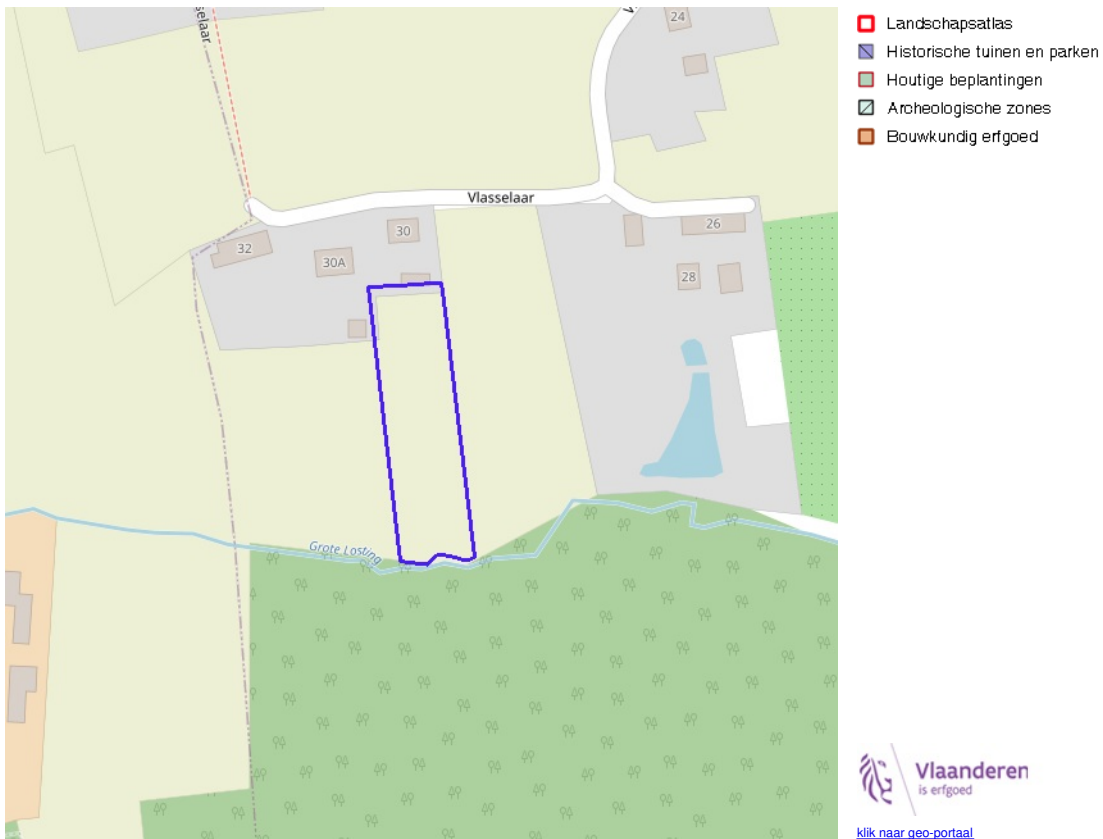 sselaar
24
Vlasselaar
30
32
30A
26
28
Grote Losting
Landschapsatlas
Historische tuinen en parken
Houtige beplantingen
Archeologische zones
Bouwkundig erfgoed
Vlaanderen
is erfgoed
klik naar geo-portaal